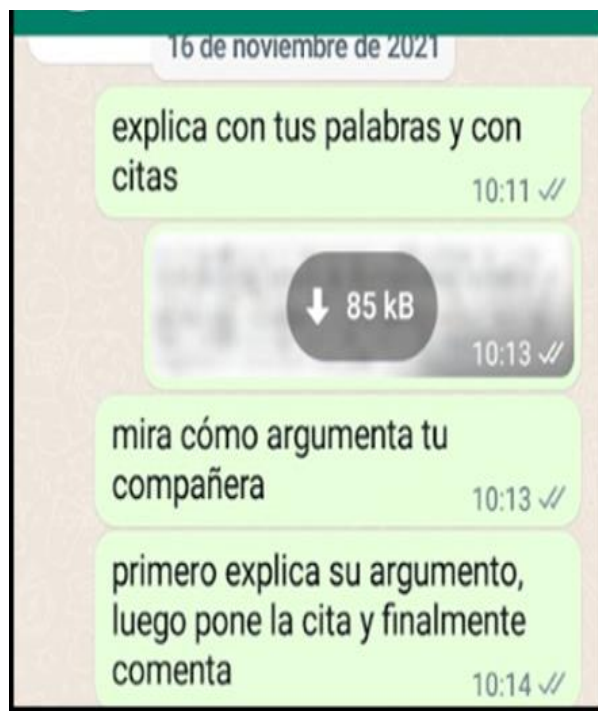 16 de noviembre de 2021
explica con tus palabras y con
citas
10:11
85 kB
10:13
mira cómo argumenta tu
compañera
10:13
primero explica su argumento,
luego pone la cita y finalmente
comenta
10:14